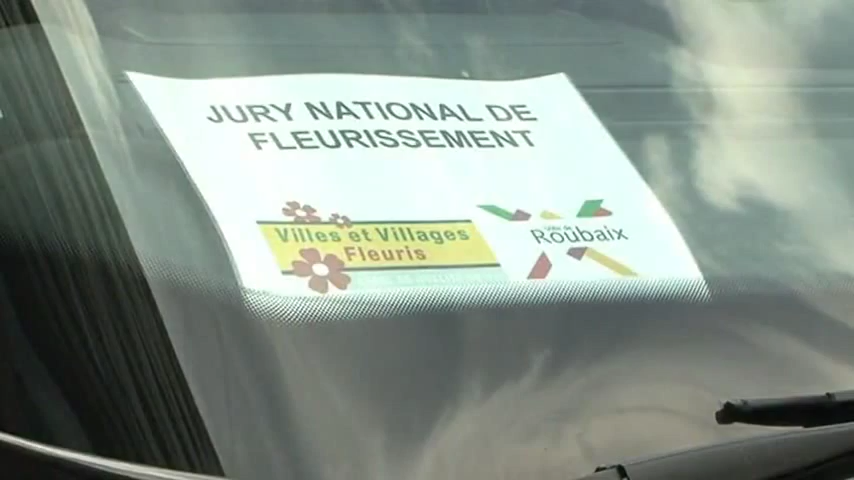 JURY NATIONAL DE
FLEURISSEMENT
Villes et Villages
Fleuris
Ville de
Roubaix